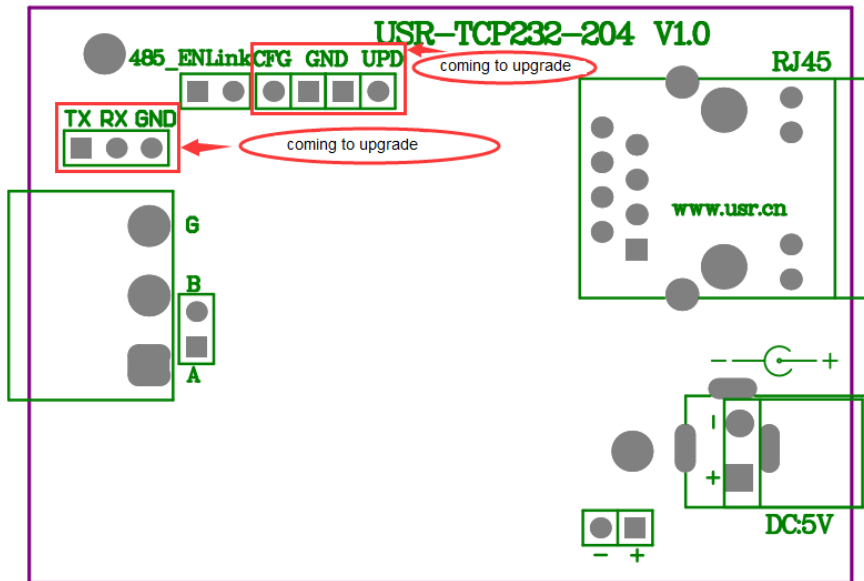 USR-TCP232-204 V1.0
485_ENLink CFG GND UPD
coming to upgrade
RJ45
TX RX GND
coming to upgrade
www.usr.cn
G
B
A
- +
-
+
DC:5V
- +